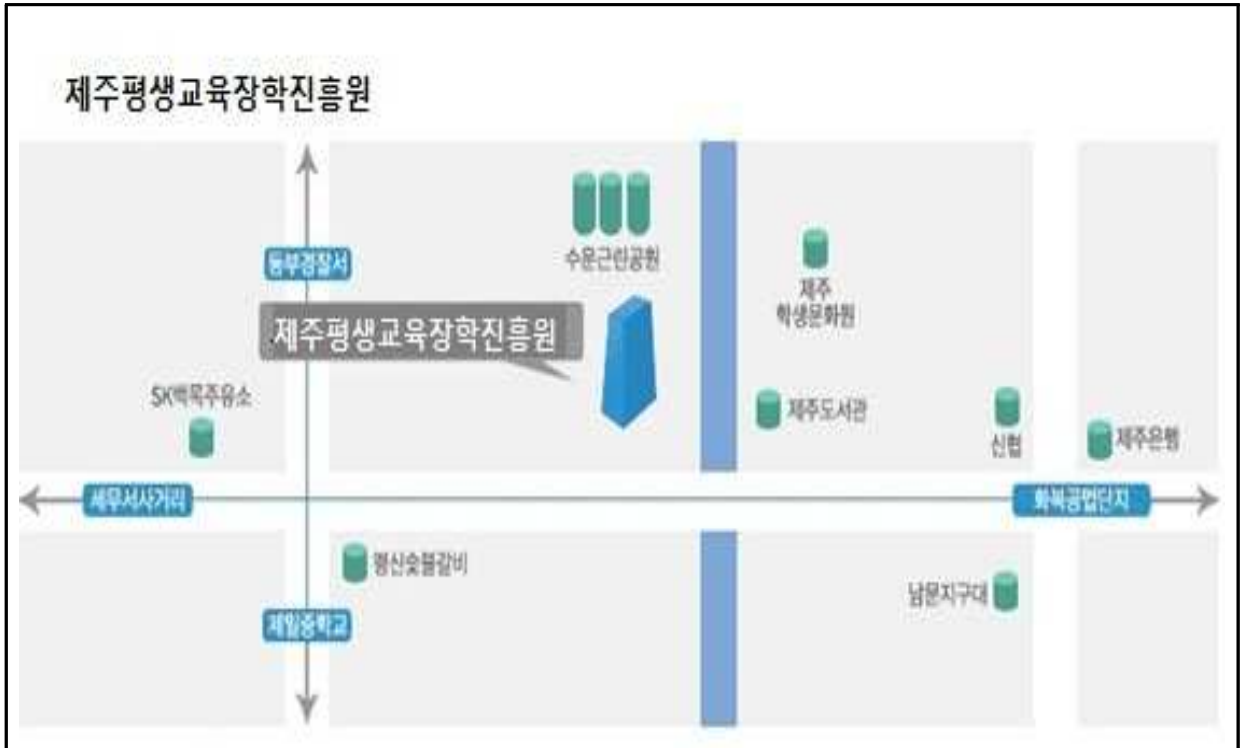 제주평생교육장학진흥원
동부경찰서
수운근린공원
제주
학생문화원
제주평생교육장학진흥원
SK백목주유소
제주도서관
신협
제주은행
세무서사거리
화북공업단지
명신숯불갈비
남문지구대
제일중학교